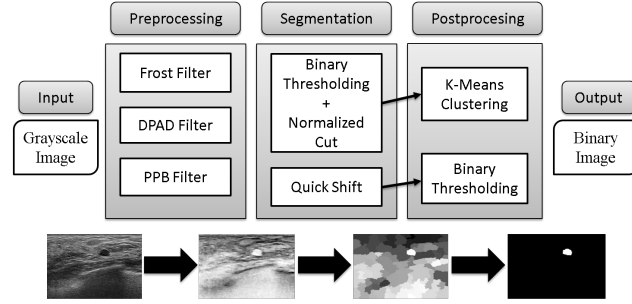 Preprocessing
Segmentation
Postprocesing
Input
Grayscale
Image
Frost Filter
DPAD Filter
PPB Filter
Binary
Thresholding
+
Normalized
Cut
Quick Shift
K-Means
Clustering
Binary
Thresholding
Output
Binary
Image